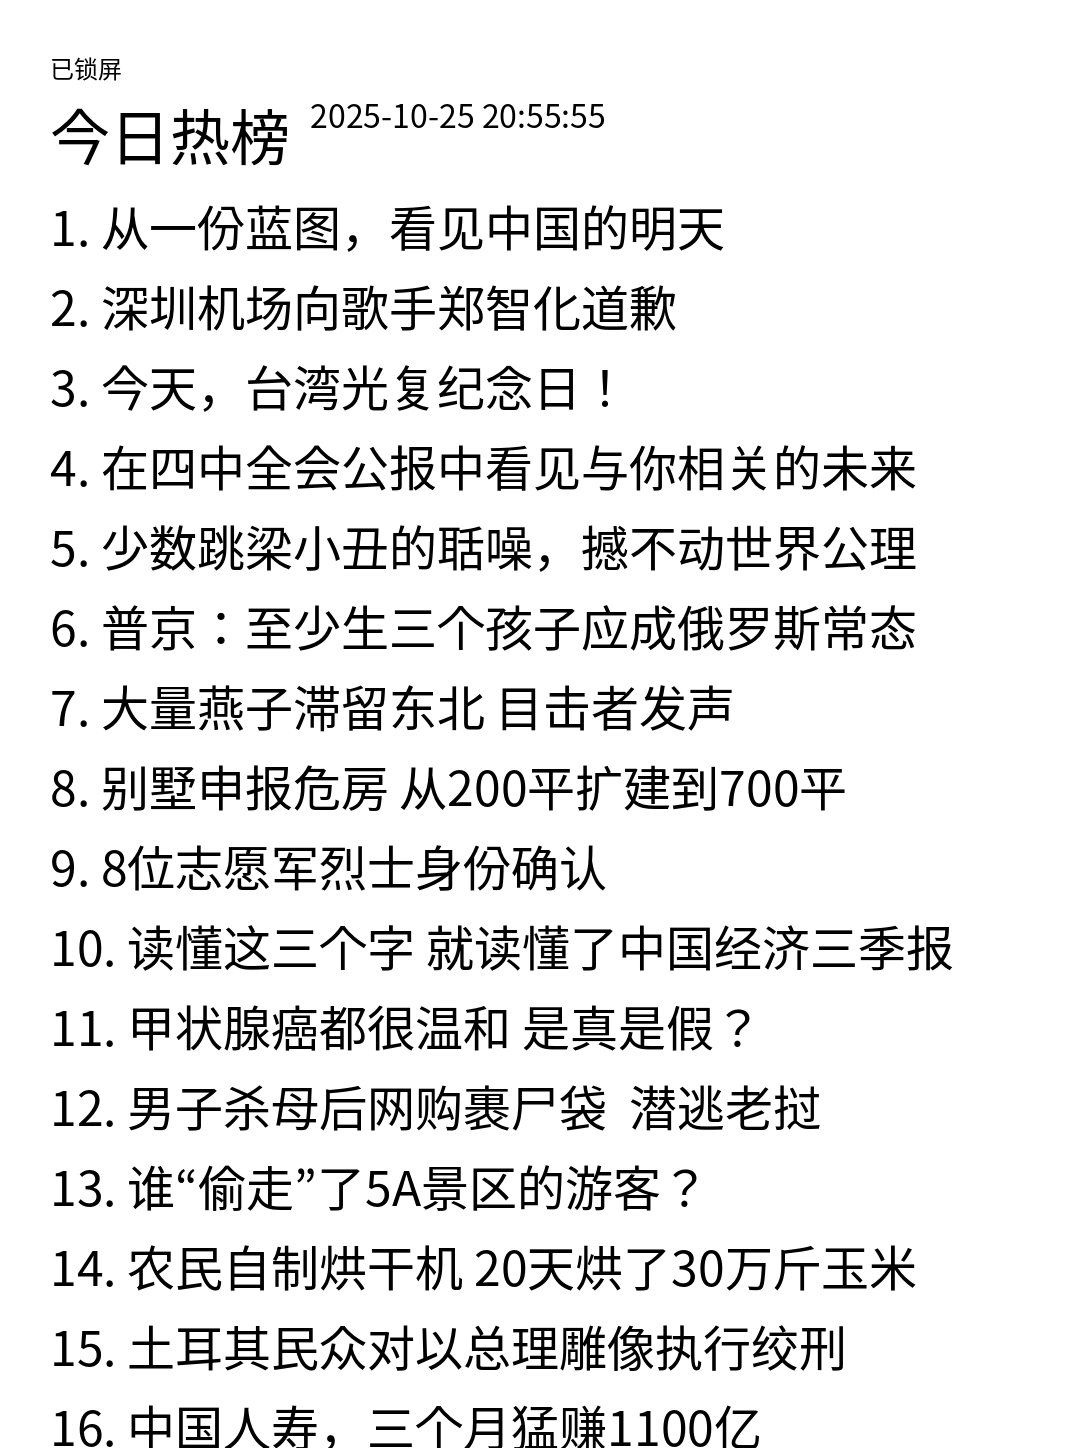 已锁屏
今日热榜 2025-10-25 20:55:55
1. 从一份蓝图，看见中国的明天
2. 深圳机场向歌手郑智化道歉
3. 今天，台湾光复纪念日！
4. 在四中全会公报中看见与你相关的未来
5. 少数跳梁小丑的聒噪，撼不动世界公理
6. 普京：至少生三个孩子应成俄罗斯常态
7. 大量燕子滞留东北 目击者发声
8. 别墅申报危房 从200平扩建到700平
9. 8位志愿军烈士身份确认
10. 读懂这三个字 就读懂了中国经济三季报
11. 甲状腺癌都很温和 是真是假？
12. 男子杀母后网购裹尸袋  潜逃老挝
13. 谁“偷走”了5A景区的游客？
14. 农民自制烘干机 20天烘了30万斤玉米
15. 土耳其民众对以总理雕像执行绞刑
16. 中国人寿，三个月猛赚1100亿